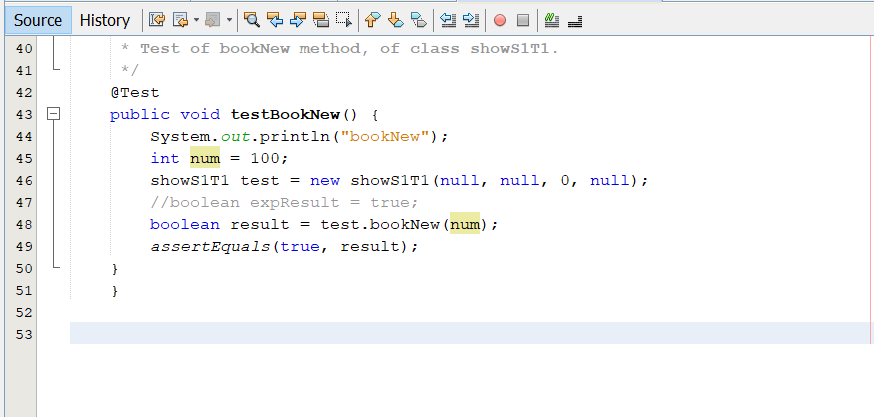 Source History
40 * Test of bookNew method, of class showS1T1.
41 */
42 @Test
43 public void testBookNew() {
44 System.out.println("bookNew");
45 int num = 100;
46 showS1T1 test = new showS1T1(null, null, 0, null);
47 //boolean expResult = true;
48 boolean result = test.bookNew(num);
49 assertEquals(true, result);
50 }
51 }
52
53